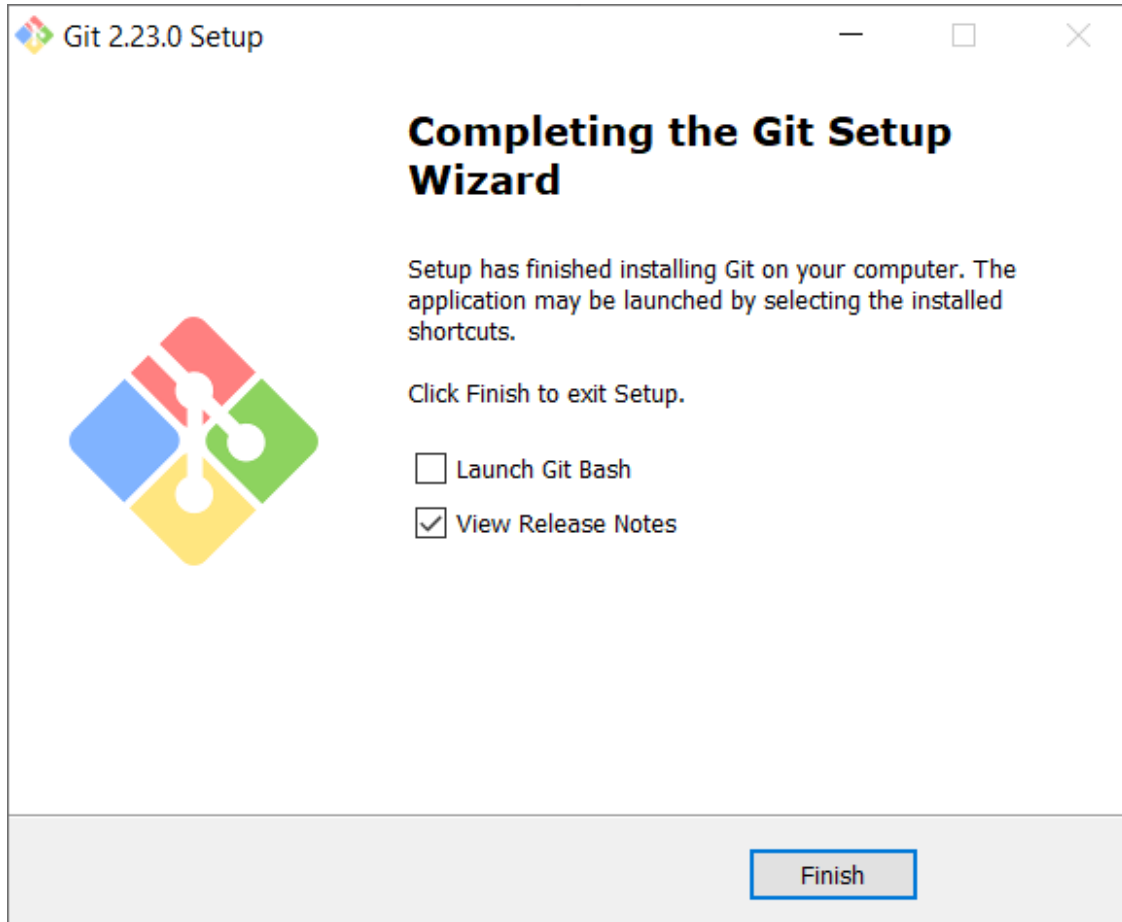 Git 2.23.0 Setup
Completing the Git Setup
Wizard
Setup has finished installing Git on your computer. The
application may be launched by selecting the installed
shortcuts.
Click Finish to exit Setup.
Launch Git Bash
View Release Notes
Finish